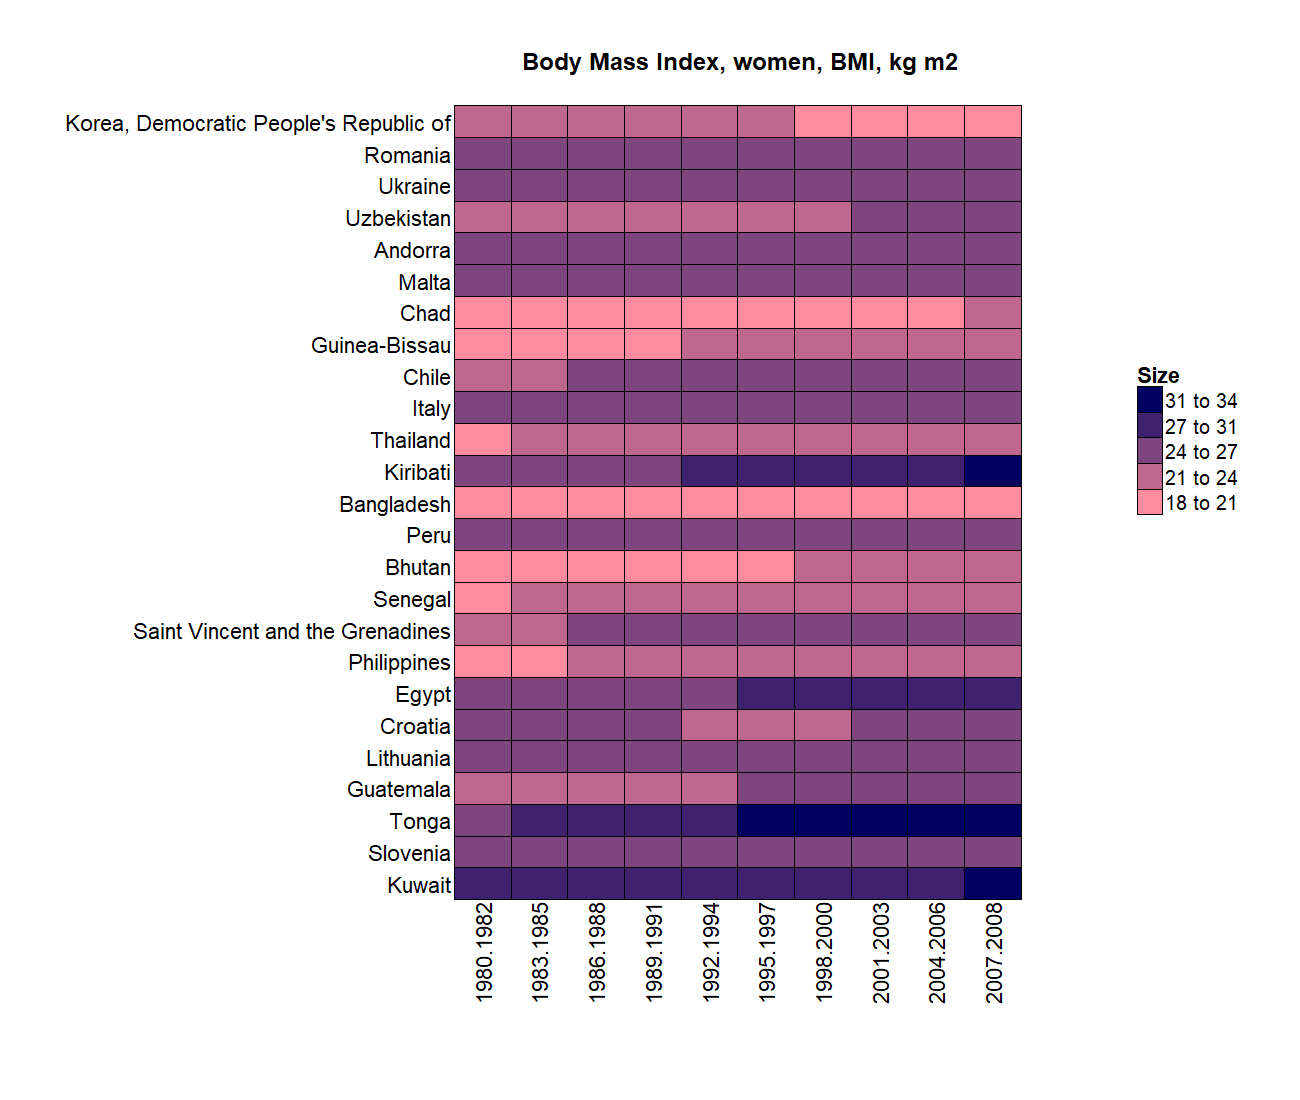 Body Mass Index, women, BMI, kg m2
Korea, Democratic People's Republic of
Romania
Ukraine
Uzbekistan
Andorra
Malta
Chad
Guinea-Bissau
Chile
Italy
Thailand
Kiribati
Bangladesh
Peru
Bhutan
Senegal
Saint Vincent and the Grenadines
Philippines
Egypt
Croatia
Lithuania
Guatemala
Tonga
Slovenia
Kuwait
1980.1982
1983.1985
1986.1988
1989.1991
1992.1994
1995.1997
1998.2000
2001.2003
2004.2006
2007.2008
Size
31 to 34
27 to 31
24 to 27
21 to 24
18 to 21